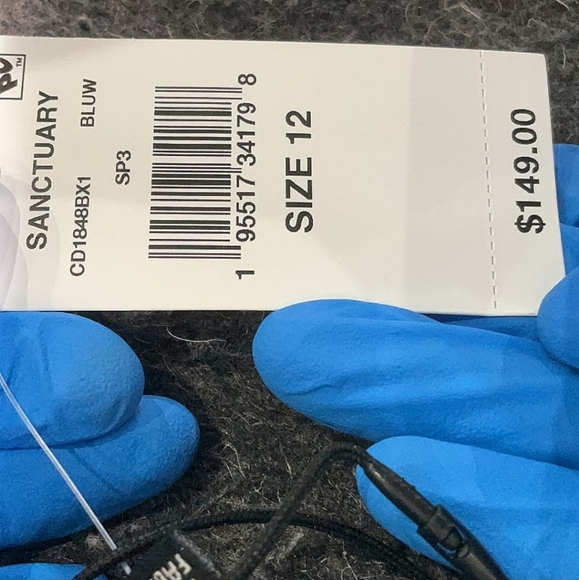 SANCTUARY
CD1848BX1 BLUW
SP3
1 95517 34179 8
SIZE 12
$149.00